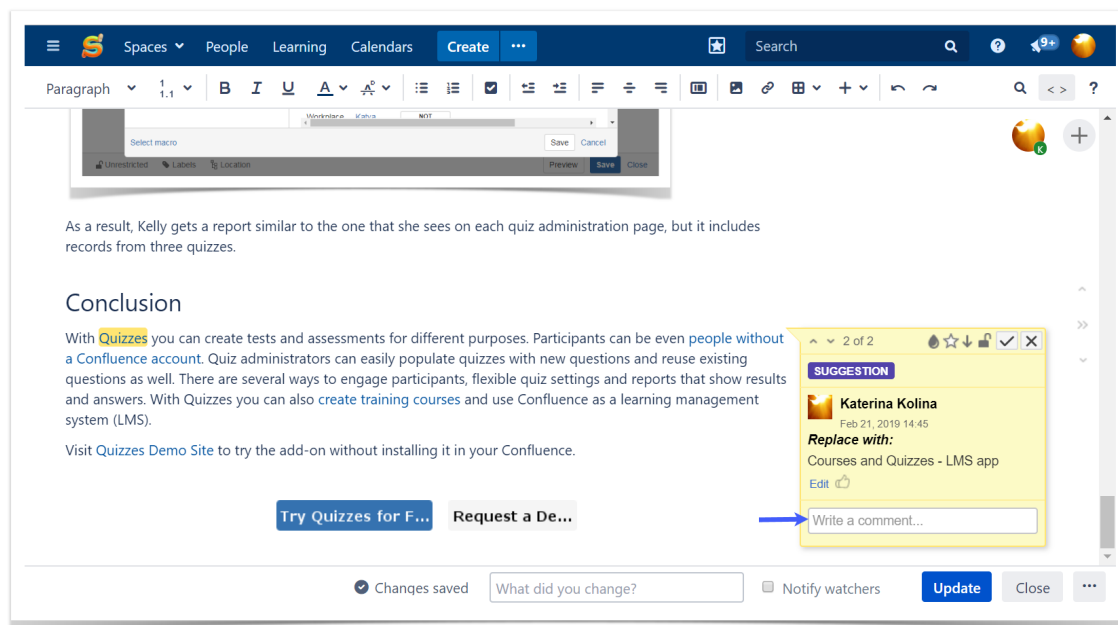 Spaces People Learning Calendars Create ··· Search 9+
Paragraph 1 1.1 B I U A A < > ?
Workplace Katya NOT
Select macro Save Cancel
Unrestricted Labels Location Preview Save Close
K
As a result, Kelly gets a report similar to the one that she sees on each quiz administration page, but it includes
records from three quizzes.
Conclusion
With Quizzes you can create tests and assessments for different purposes. Participants can be even people without
a Confluence account. Quiz administrators can easily populate quizzes with new questions and reuse existing
questions as well. There are several ways to engage participants, flexible quiz settings and reports that show results
and answers. With Quizzes you can also create training courses and use Confluence as a learning management
system (LMS).
Visit Quizzes Demo Site to try the add-on without installing it in your Confluence.
Try Quizzes for F... Request a De...
2 of 2
SUGGESTION
Katerina Kolina
Feb 21, 2019 14:45
Replace with:
Courses and Quizzes - LMS app
Edit
Write a comment...
Changes saved What did you change? Notify watchers Update Close ···